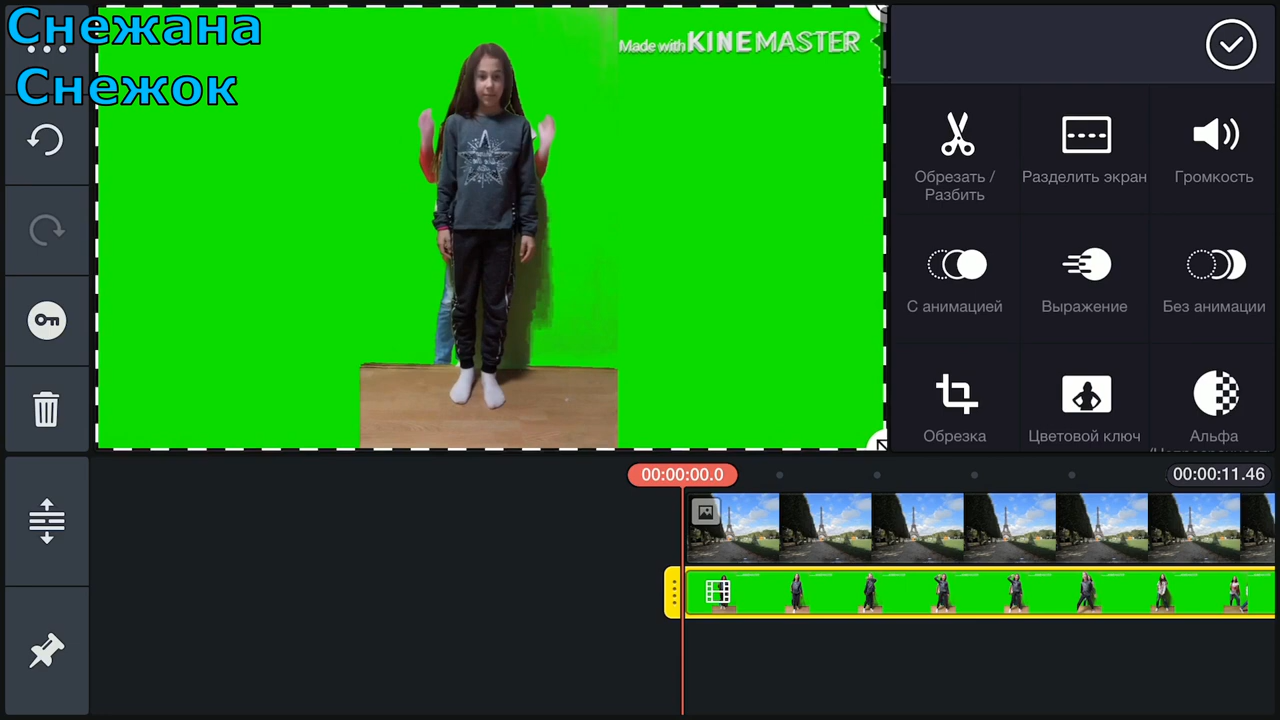 Снежана
Снежок
Made with KINEMASTER
Обрезать /
Разбить
Разделить экран
Громкость
С анимацией
Выражение
Без анимации
Обрезка
Цветовой ключ
Альфа
00:00:00.0
00:00:11.46